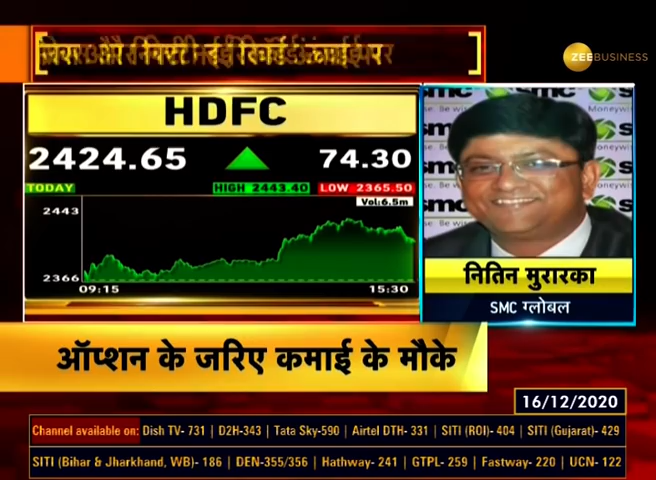 ZEEBUSINESS
HDFC
2424.65 74.30
TODAY HIGH 2443.40 LOW 2365.50
Vol:6.5m
2443
2366
09:15 15:30
smc
Moneywise
नितिन मुरारका
SMC ग्लोबल
ऑप्शन के जरिए कमाई के मौके
16/12/2020
Channel available on: Dish TV- 731 | D2H-343 | Tata Sky-590 | Airtel DTH- 331 | SITI (ROI)- 404 | SITI (Gujarat)- 429
SITI (Bihar & Jharkhand, WB)- 186 | DEN-355/356 | Hathway- 241 | GTPL- 259 | Fastway- 220 | UCN- 122